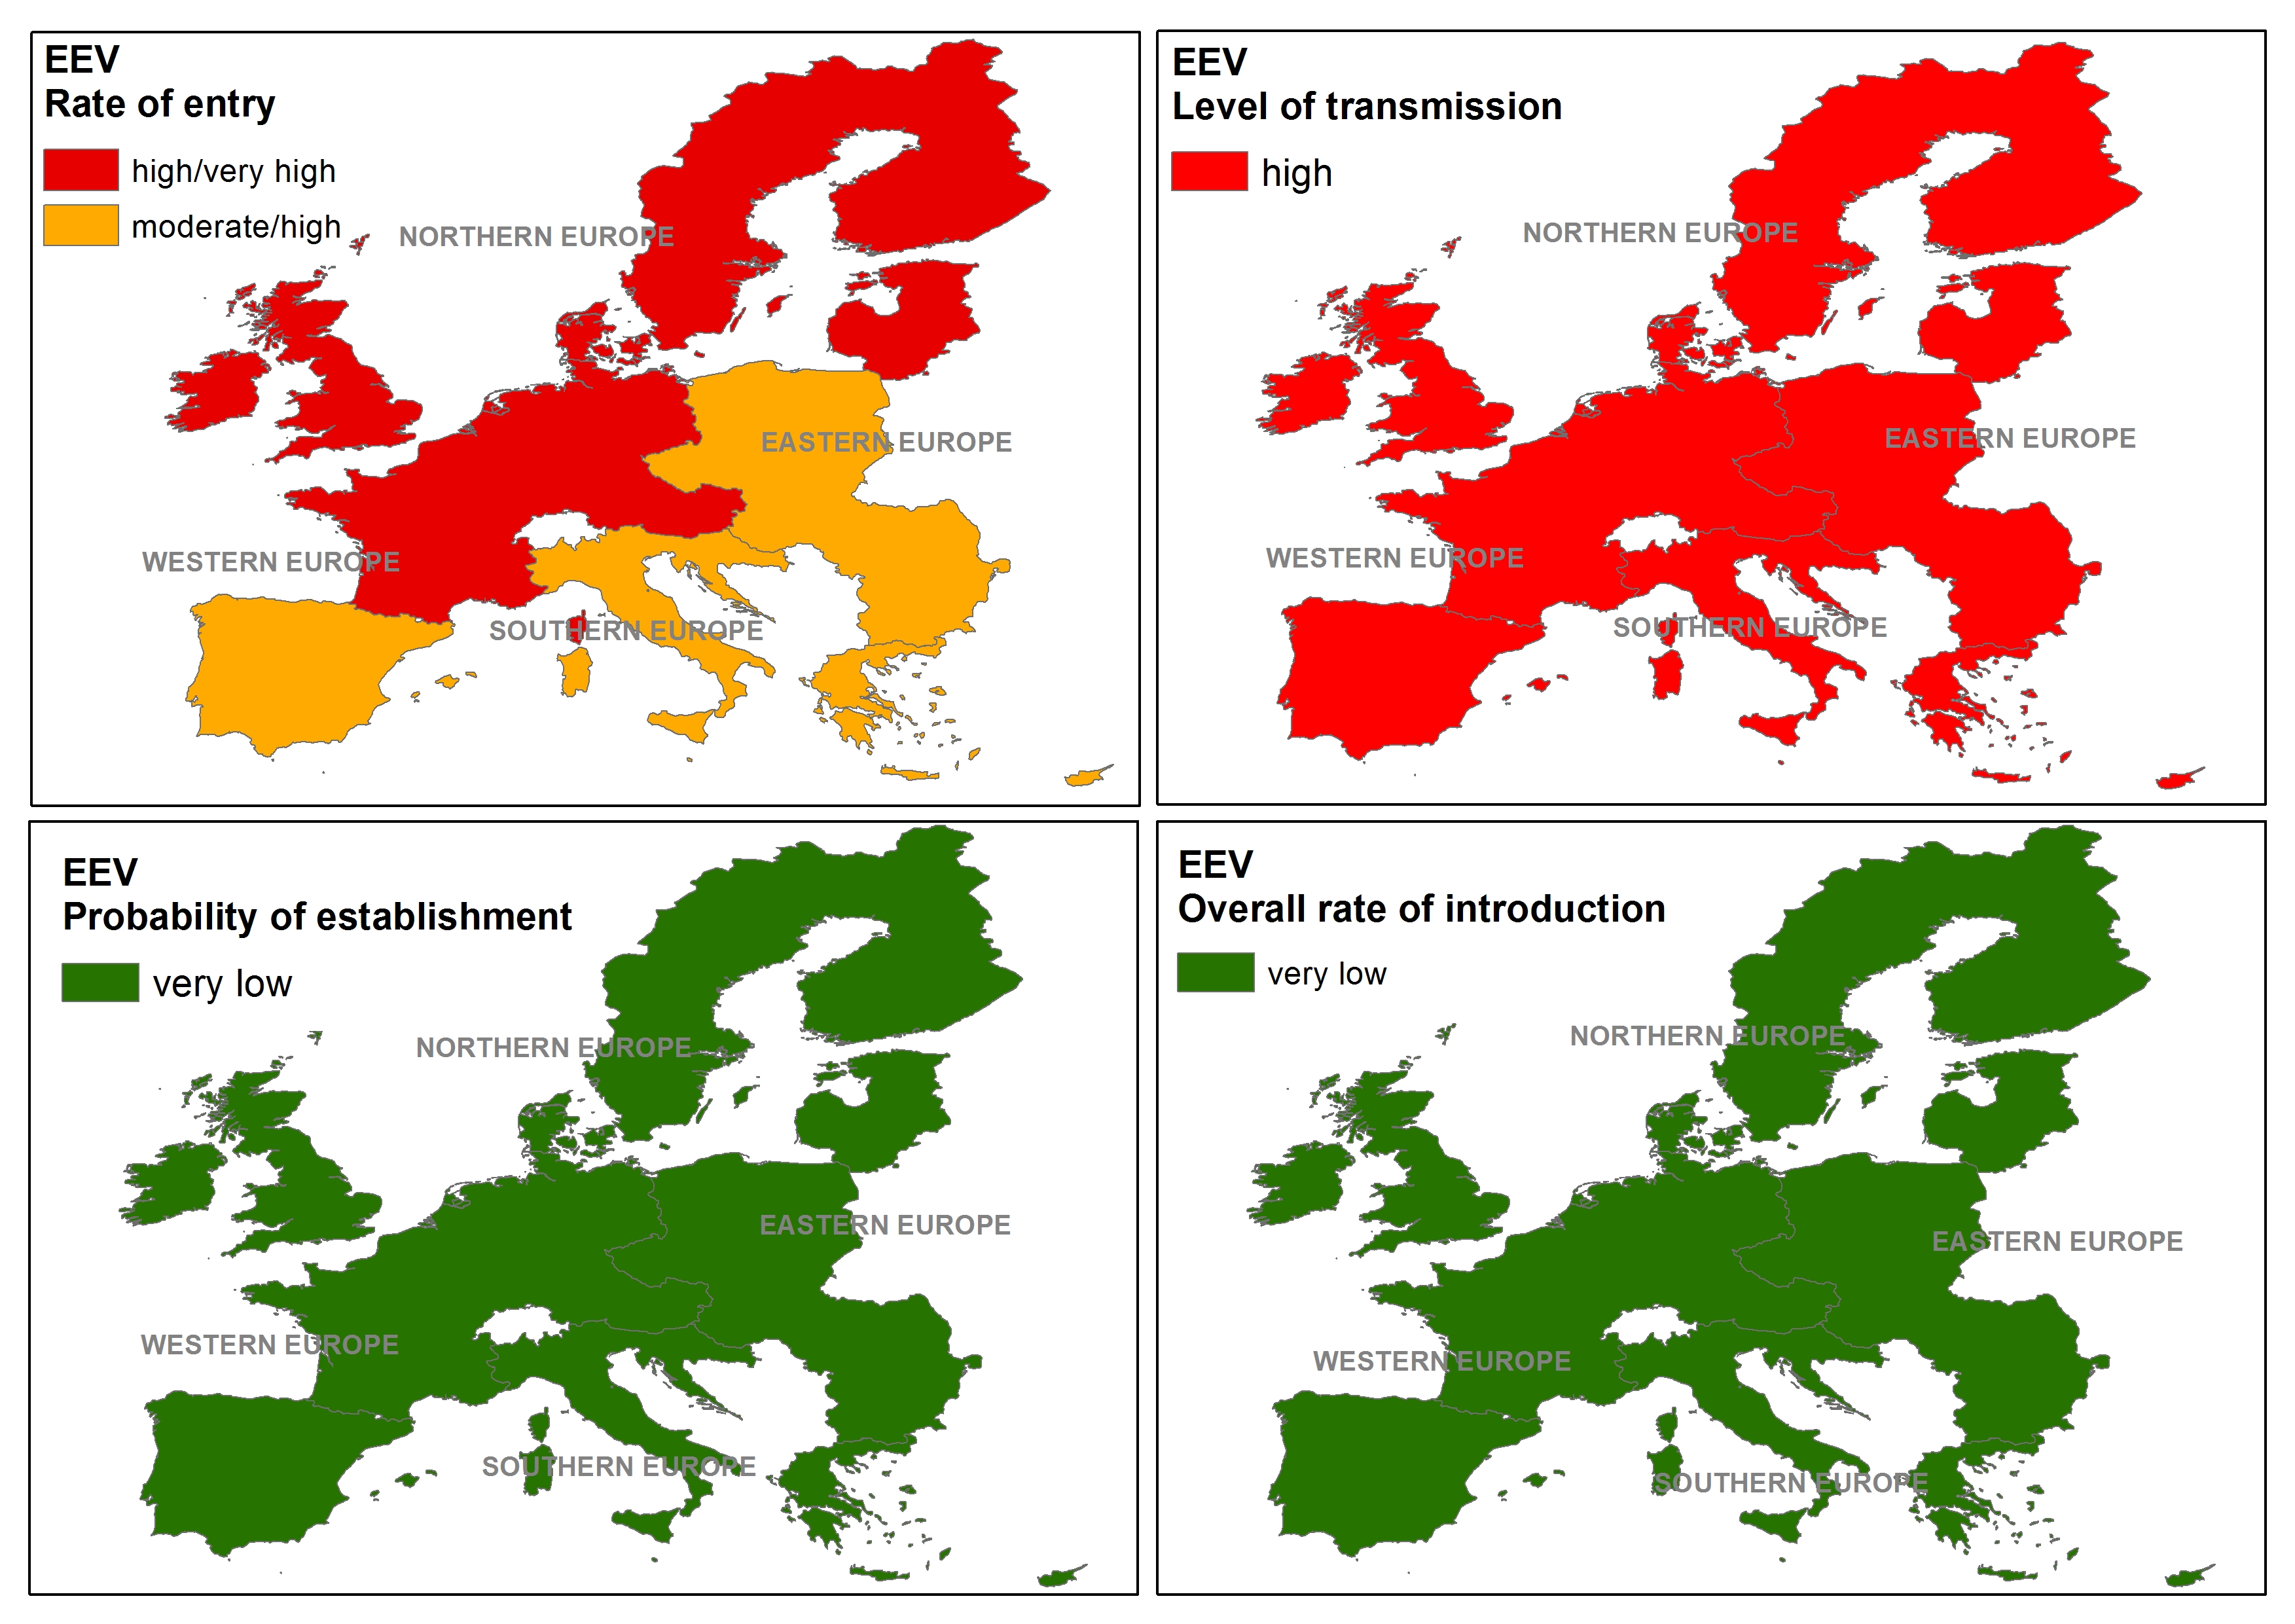 EEV
Rate of entry
high/very high
moderate/high
NORTHERN EUROPE
EASTERN EUROPE
WESTERN EUROPE
SOUTHERN EUROPE
EEV
Level of transmission
high
NORTHERN EUROPE
EASTERN EUROPE
WESTERN EUROPE
SOUTHERN EUROPE
EEV
Probability of establishment
very low
NORTHERN EUROPE
EASTERN EUROPE
WESTERN EUROPE
SOUTHERN EUROPE
EEV
Overall rate of introduction
very low
NORTHERN EUROPE
EASTERN EUROPE
WESTERN EUROPE
SOUTHERN EUROPE